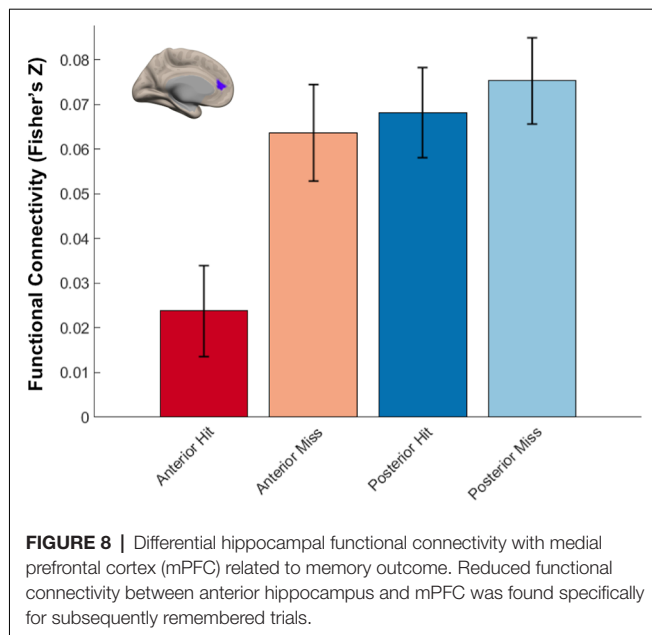 Functional Connectivity (Fisher's Z)
0.08
0.07
0.06
0.05
0.04
0.03
0.02
0.01
0
Anterior Hit
Anterior Miss
Posterior Hit
Posterior Miss
FIGURE 8 | Differential hippocampal functional connectivity with medial
prefrontal cortex (mPFC) related to memory outcome. Reduced functional
connectivity between anterior hippocampus and mPFC was found specifically
for subsequently remembered trials.